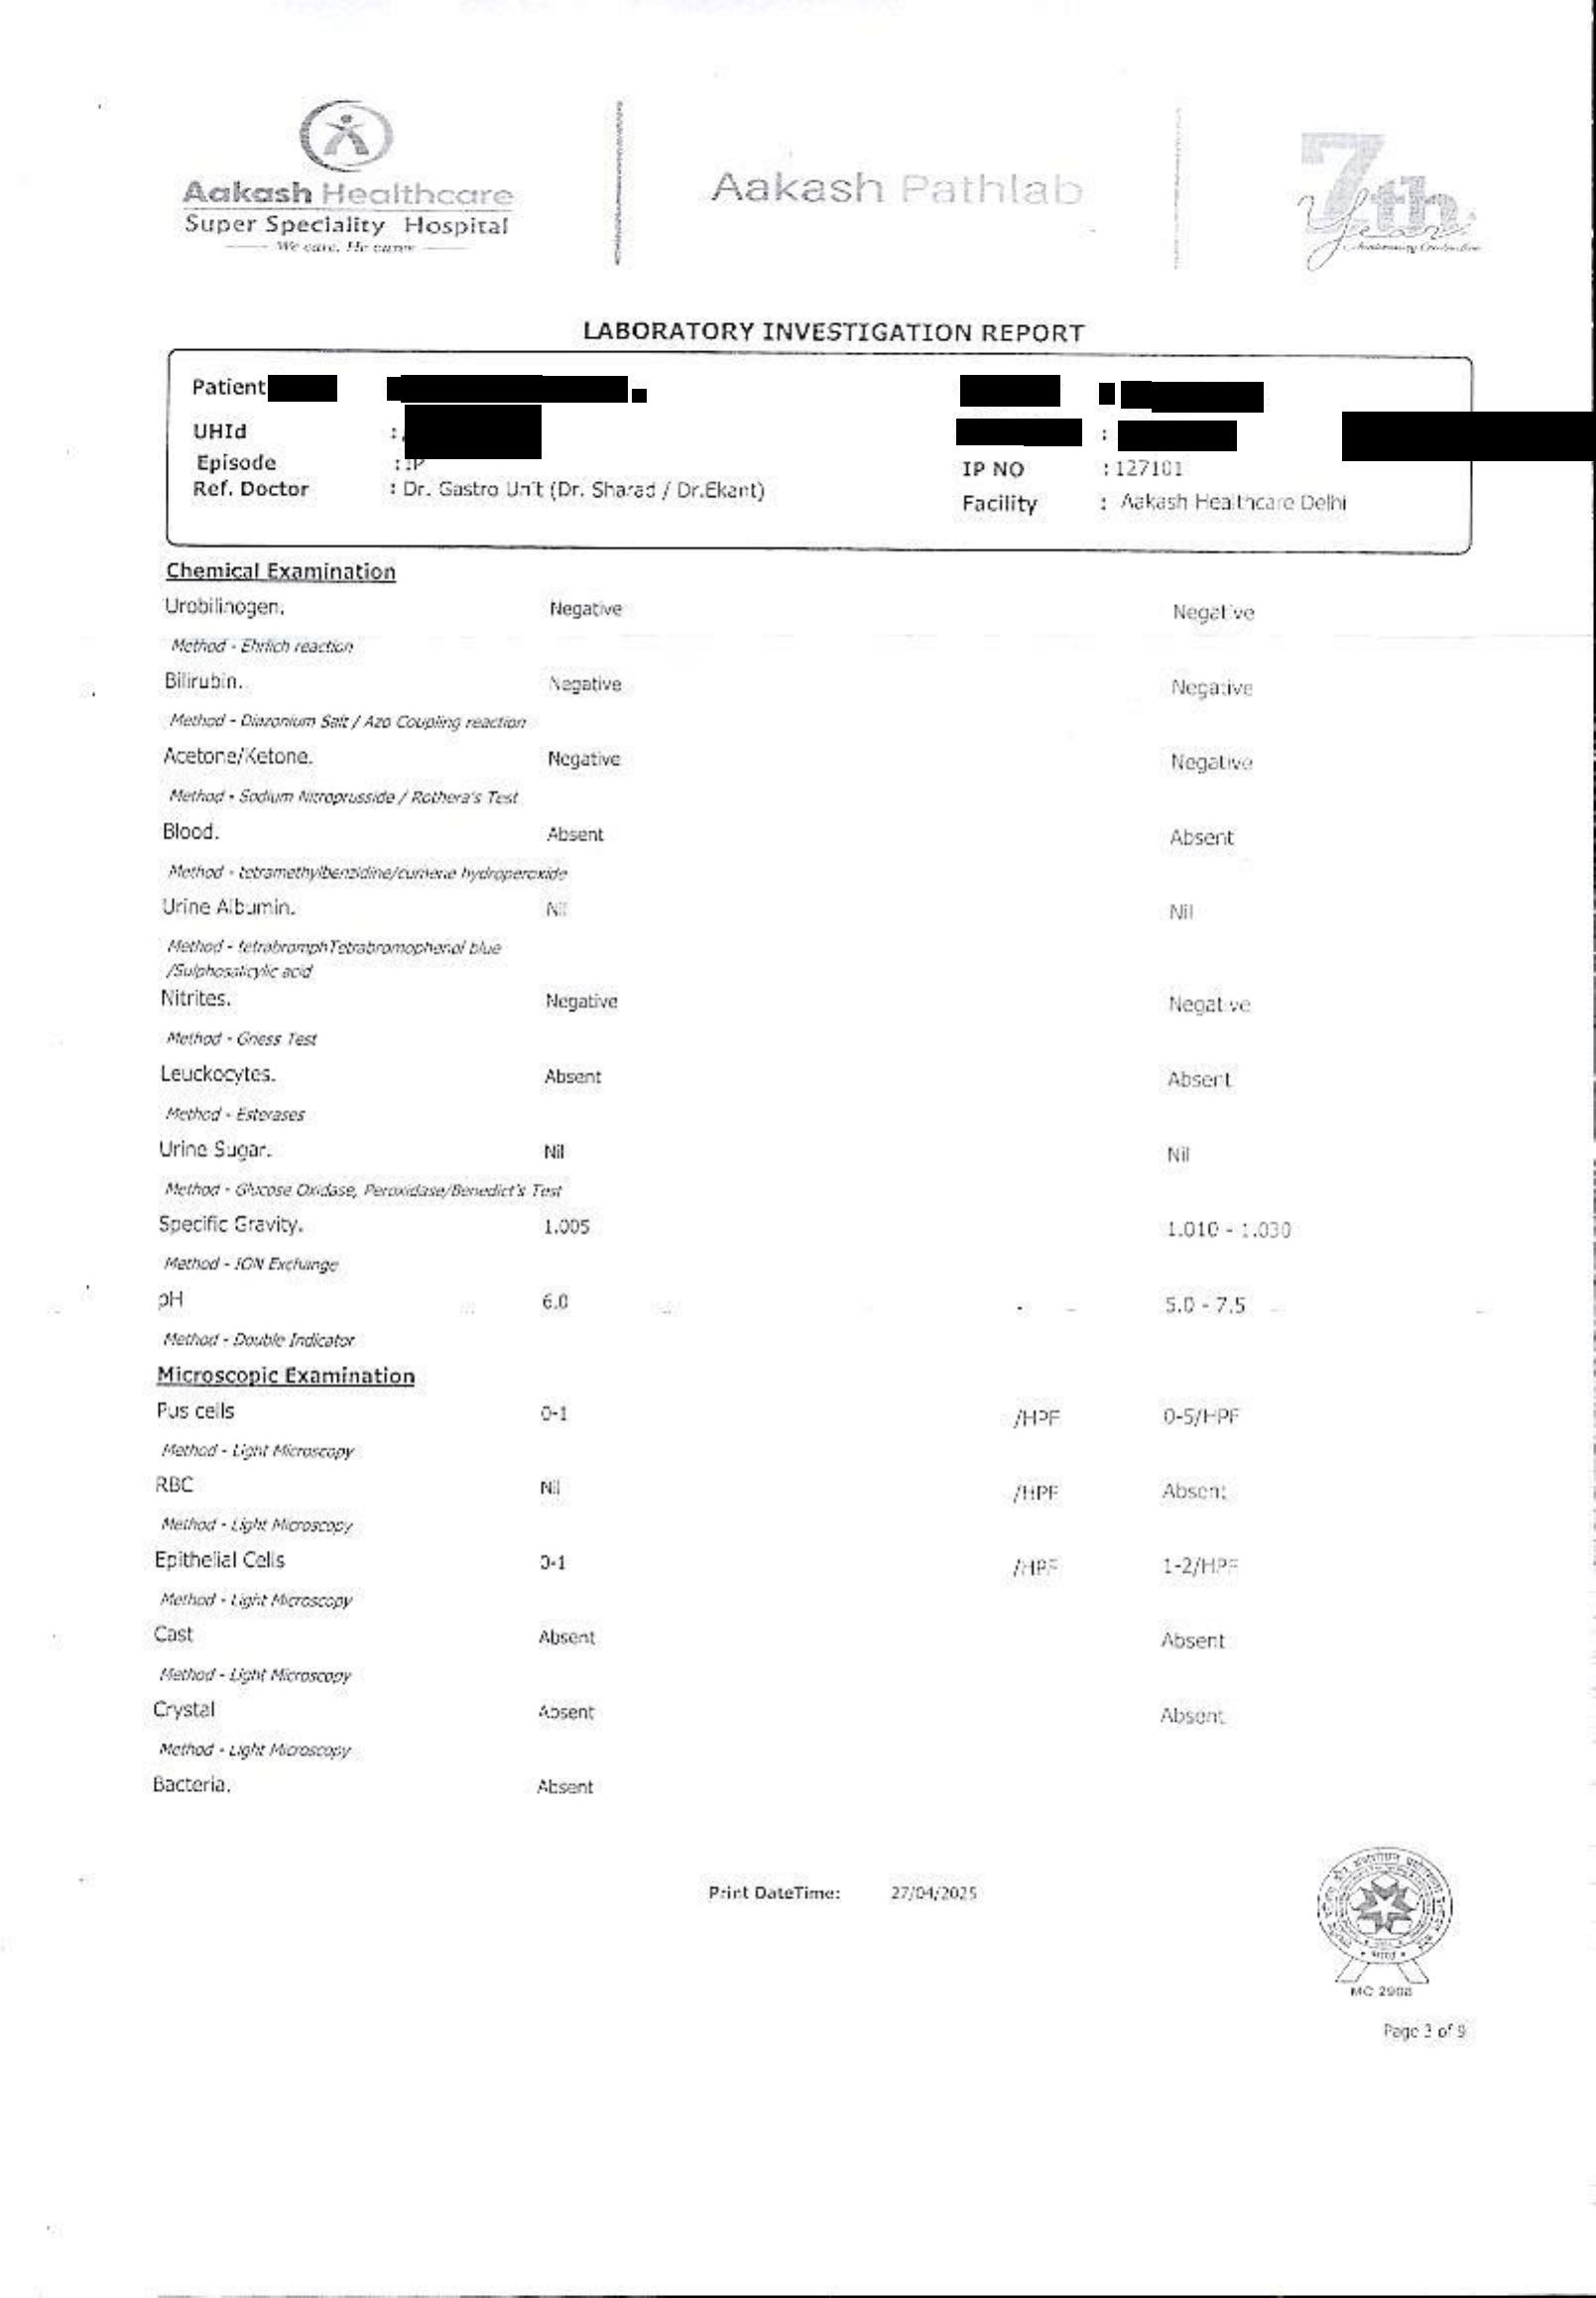 Aakash Healthcare
Super Speciality Hospital
We care. He cures
Aakash Pathlab
7th
Year
LABORATORY INVESTIGATION REPORT
Patient
UHId :
Episode : IP
IP NO : 127101
Ref. Doctor : Dr. Gastro Unit (Dr. Sharad / Dr.Ekant)
Facility : Aakash Healthcare Delhi
Chemical Examination
Urobilinogen. Negative Negative
Method - Ehrlich reaction
Bilirubin. Negative Negative
Method - Diazonium Salt / Azo Coupling reaction
Acetone/Ketone. Negative Negative
Method - Sodium Nitroprusside / Rothera's Test
Blood. Absent Absent
Method - tetramethylbenzidine/cumene hydroperoxide
Urine Albumin. Nil Nil
Method - tetrabromphTetrabromophenol blue
/Sulphosalicylic acid
Nitrites. Negative Negative
Method - Griess Test
Leuckocytes. Absent Absent
Method - Esterases
Urine Sugar. Nil Nil
Method - Glucose Oxidase, Peroxidase/Benedict's Test
Specific Gravity. 1.005 1.010 - 1.030
Method - ION Exchange
pH 6.0 5.0 - 7.5
Method - Double Indicator
Microscopic Examination
Pus cells 0-1 /HPF 0-5/HPF
Method - Light Microscopy
RBC Nil /HPF Absent
Method - Light Microscopy
Epithelial Cells 0-1 /HPF 1-2/HPF
Method - Light Microscopy
Cast Absent Absent
Method - Light Microscopy
Crystal Absent Absent
Method - Light Microscopy
Bacteria. Absent
Print DateTime: 27/04/2025
MC 2908
Page 3 of 9